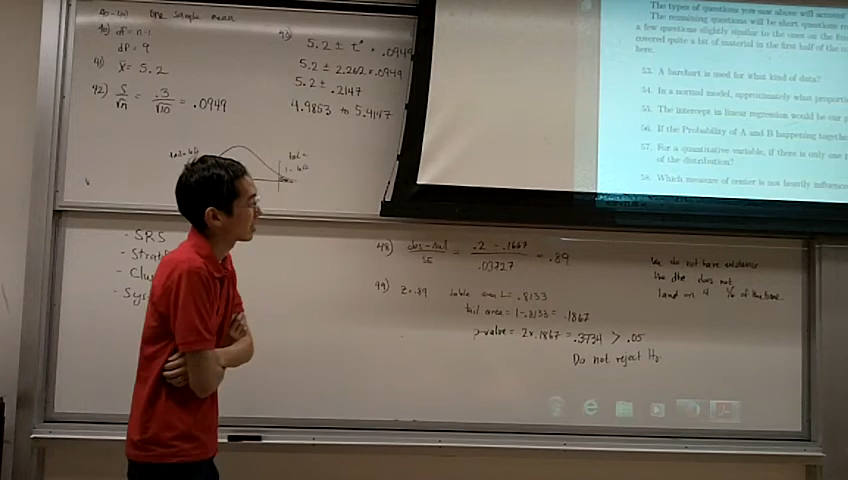 40-43) One Sample mean
40) df = n-1
df = 9
41) x̄ = 5.2
42) s/√n = .3/√10 = .0949
43) 5.2 ± t* × .0949
5.2 ± 2.262 × .0949
5.2 ± .2147
4.9853 to 5.4147
- SRS
- Strat
- Clu
- Sys
48) obs-nul/SE = .2 - .1667/.03727 = .89
49) Z=.89 table area L= .8133
tail area = 1-.8133 = .1867
p-value = 2×.1867 = .3734 > .05
Do not reject H₀
We do not have evidence
the die does not
land on 4 1/6 of the time
The types of questions you saw above will account
The remaining questions will be short questions
a few questions slightly similar to the ones on the
covered quite a bit of material in the first half of the
here.
53. A barchart is used for what kind of data?
54. In a normal model, approximately what proporti
55. The intercept in linear regression would be our
56. If the Probability of A and B happening togethe
57. For a quantitative variable, if there is only one
of the distribution?
58. Which measure of center is not heavily influence